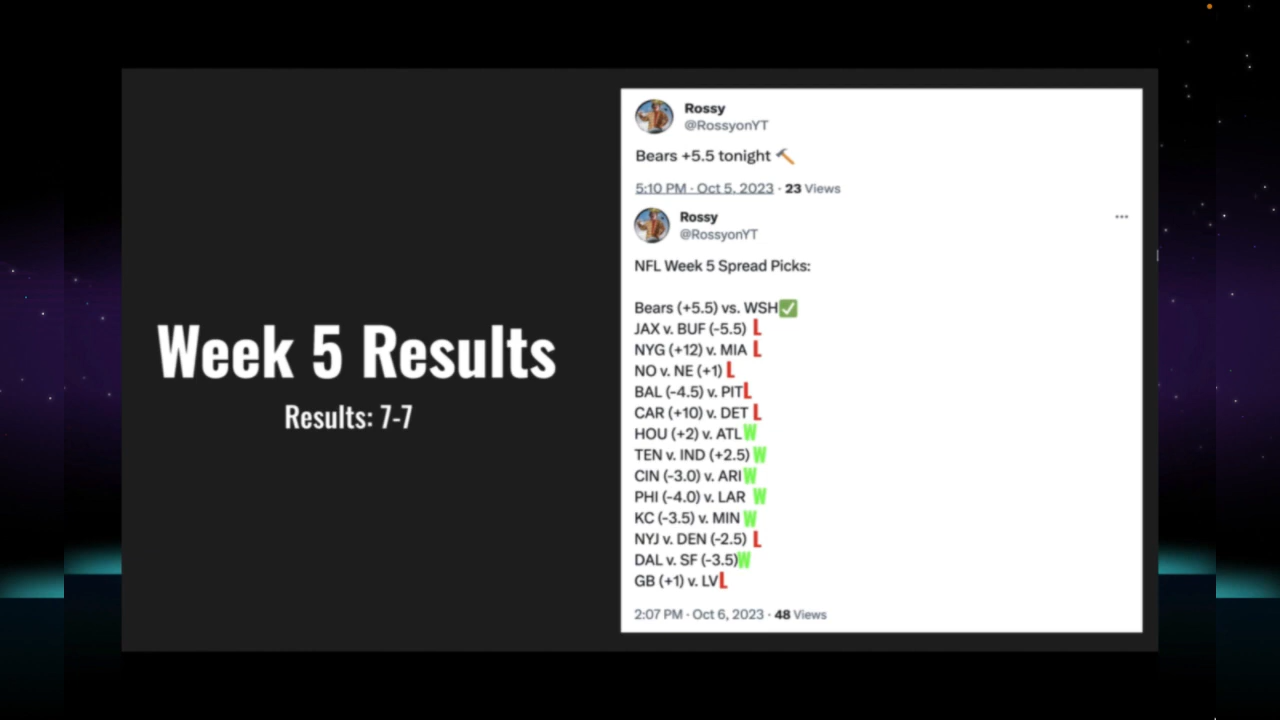 Week 5 Results
Results: 7-7
Rossy
@RossyonYT
Bears +5.5 tonight 🔨
5:10 PM · Oct 5, 2023 · 23 Views
Rossy
@RossyonYT
NFL Week 5 Spread Picks:
Bears (+5.5) vs. WSH✅
JAX v. BUF (-5.5) L
NYG (+12) v. MIA L
NO v. NE (+1) L
BAL (-4.5) v. PITL
CAR (+10) v. DET L
HOU (+2) v. ATLW
TEN v. IND (+2.5) W
CIN (-3.0) v. ARIW
PHI (-4.0) v. LAR W
KC (-3.5) v. MIN W
NYJ v. DEN (-2.5) L
DAL v. SF (-3.5)W
GB (+1) v. LVL
2:07 PM · Oct 6, 2023 · 48 Views